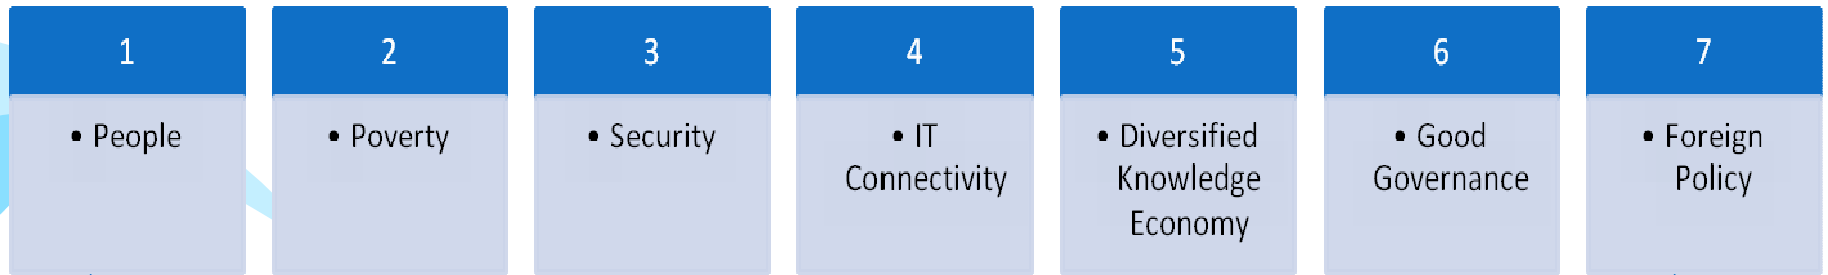 1
• People
2
• Poverty
3
• Security
4
• IT
Connectivity
5
• Diversified
Knowledge
Economy
6
• Good
Governance
7
• Foreign
Policy